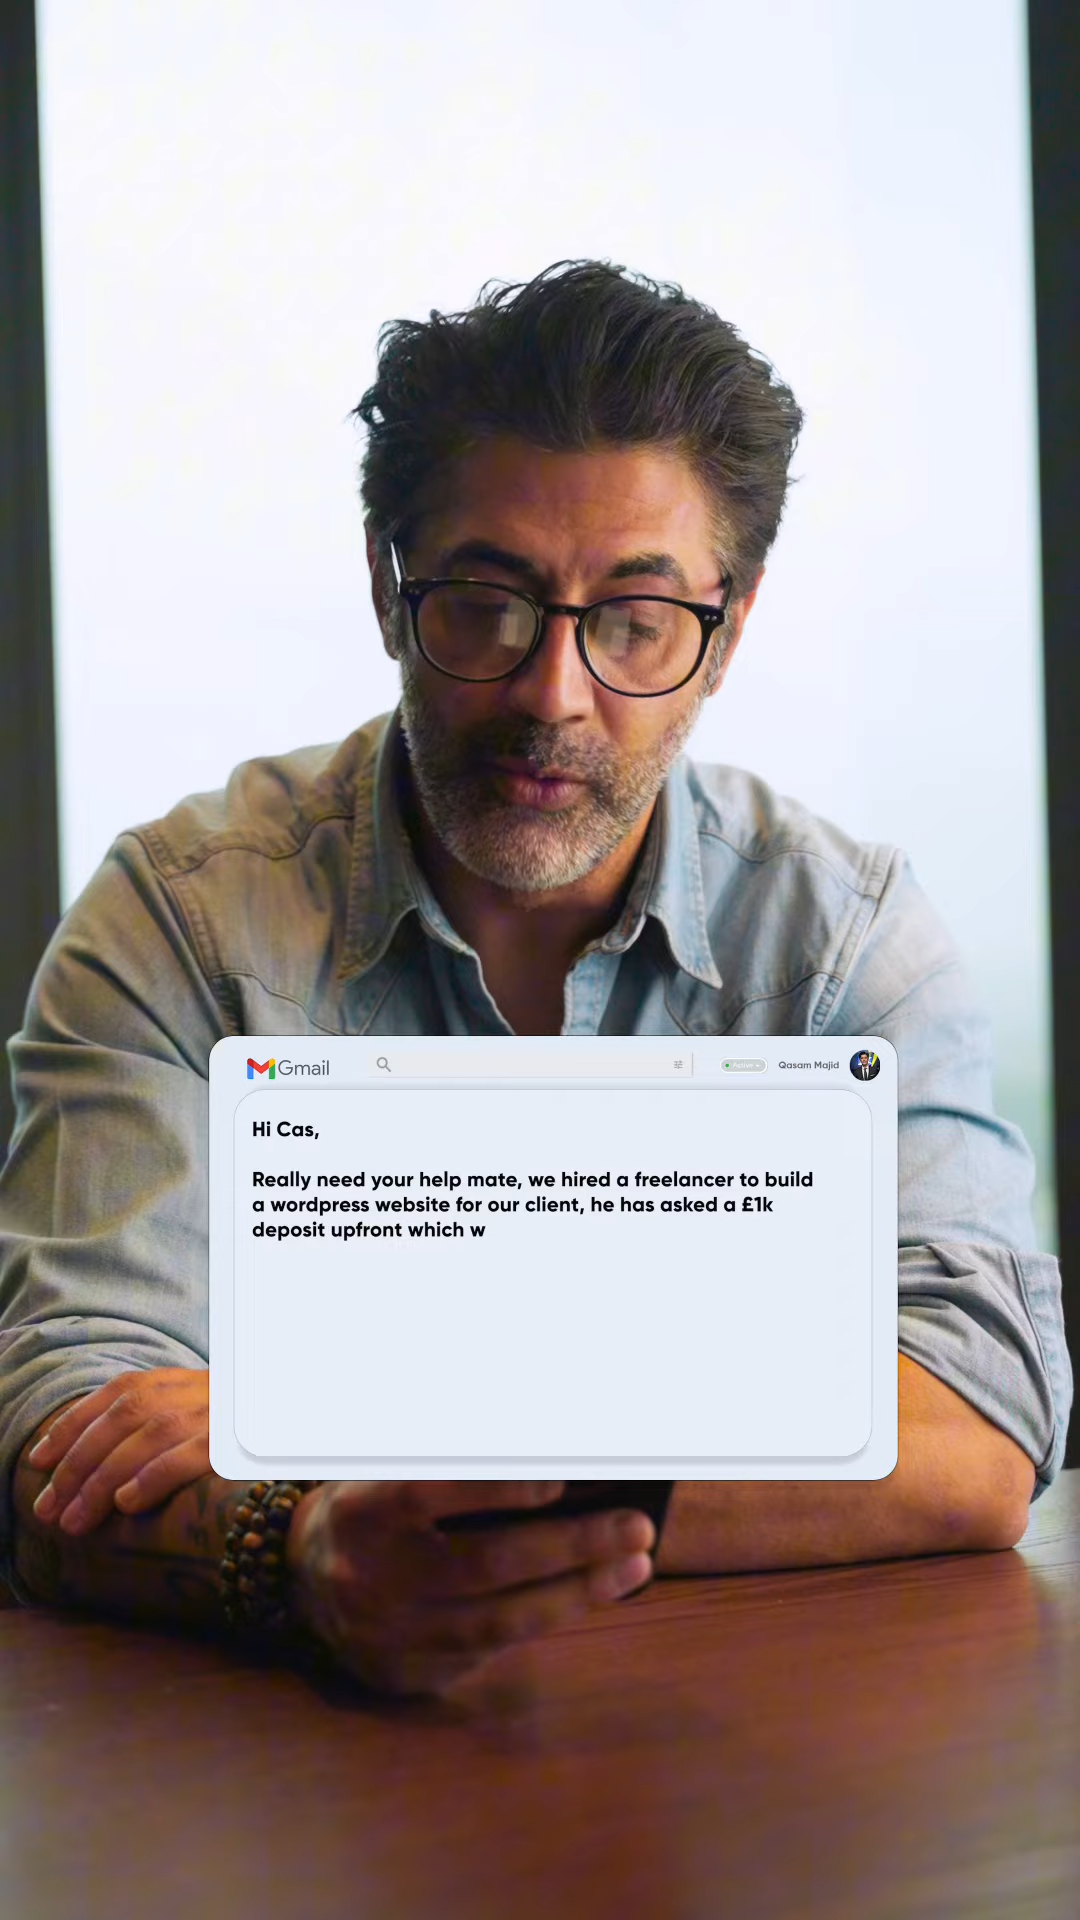 Gmail
Active
Qasam Majid
Hi Cas,
Really need your help mate, we hired a freelancer to build
a wordpress website for our client, he has asked a £1k
deposit upfront which w